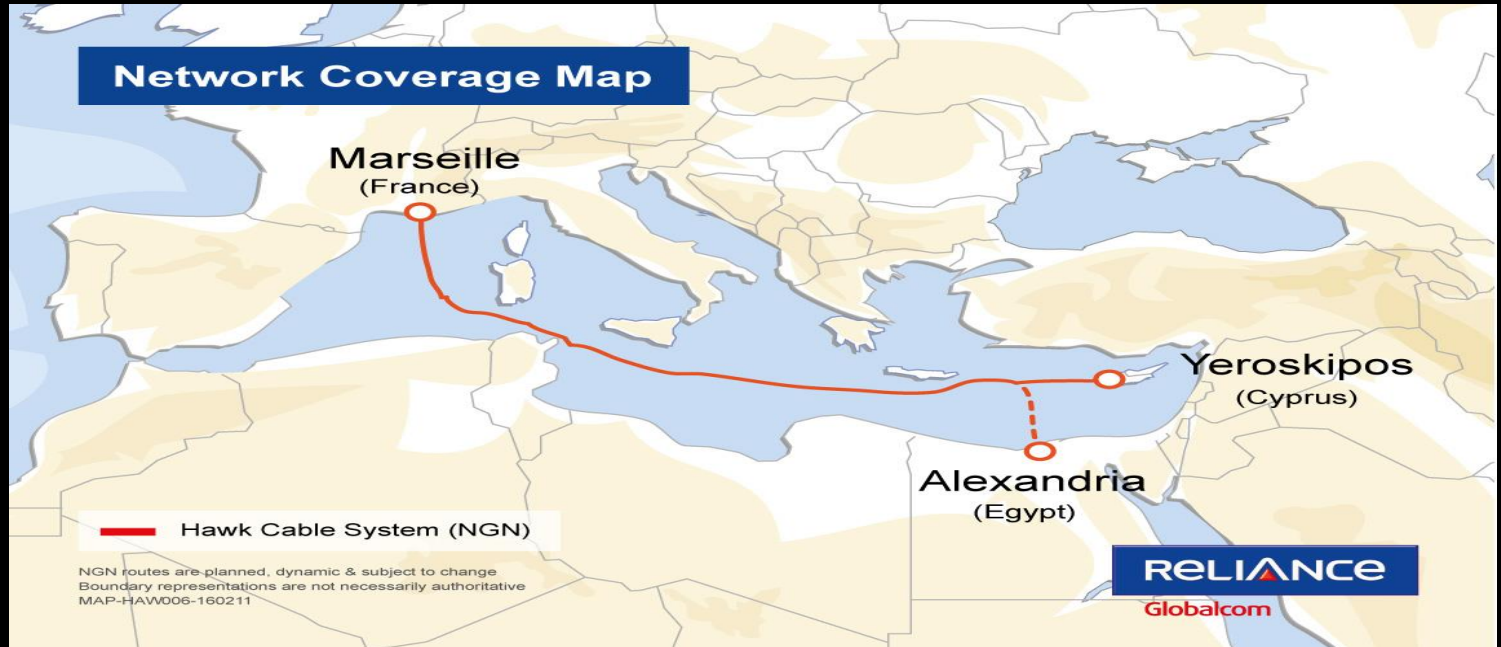 Network Coverage Map
Marseille
(France)
Yeroskipos
(Cyprus)
Alexandria
(Egypt)
Hawk Cable System (NGN)
NGN routes are planned, dynamic & subject to change
Boundary representations are not necessarily authoritative
MAP-HAW006-160211
RELIANCE
Globalcom